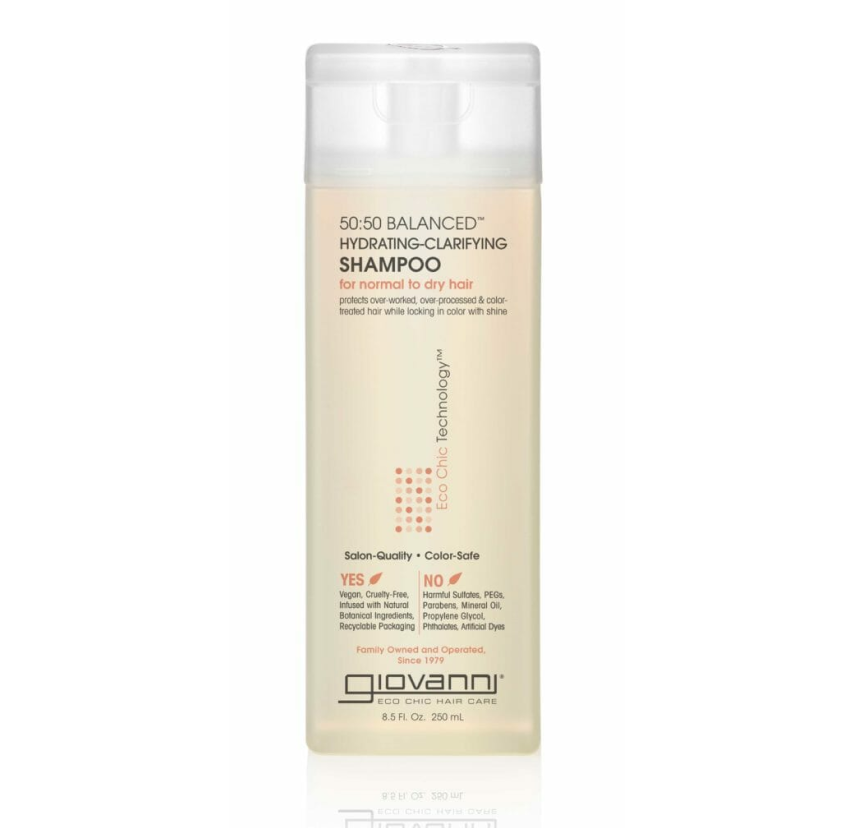 50:50 BALANCED™
HYDRATING-CLARIFYING
SHAMPOO
for normal to dry hair
protects over-worked, over-processed & color-
treated hair while locking in color with shine
Eco Chic Technology™
Salon-Quality • Color-Safe
YES
Vegan, Cruelty-Free,
Infused with Natural
Botanical Ingredients,
Recyclable Packaging
NO
Harmful Sulfates, PEGs,
Parabens, Mineral Oil,
Propylene Glycol,
Phthalates, Artificial Dyes
Family Owned and Operated,
Since 1979
giovanni®
ECO CHIC HAIR CARE
8.5 Fl. Oz. 250 mL